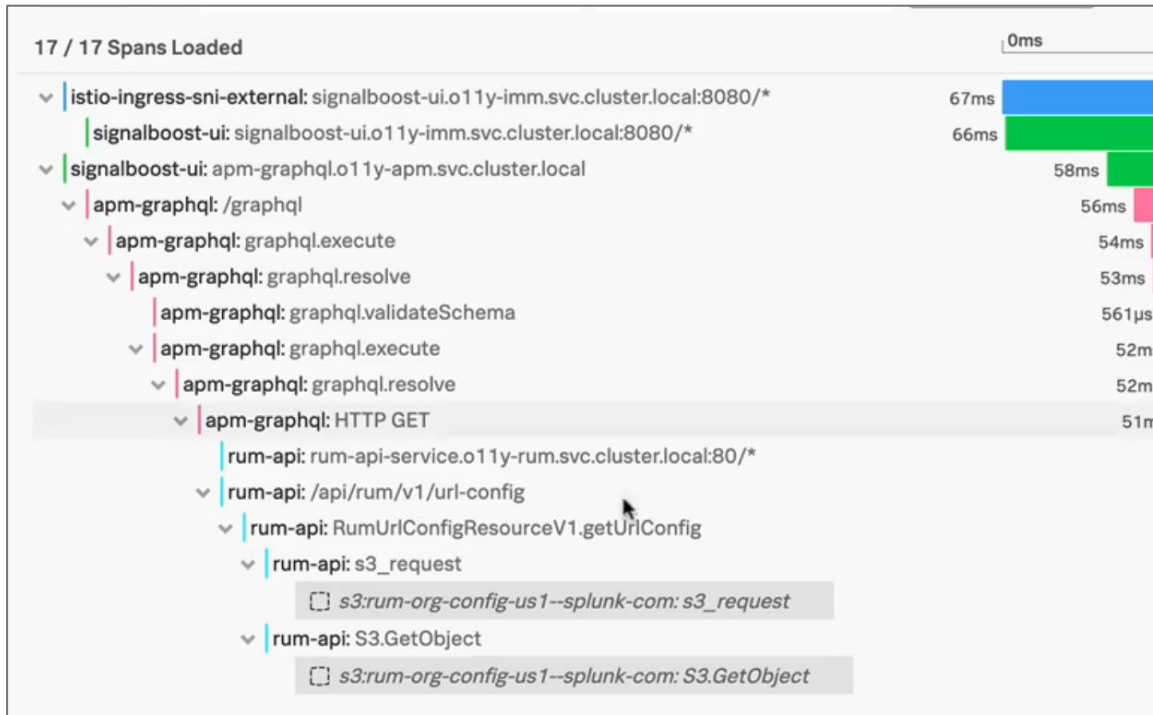 17 / 17 Spans Loaded 0ms
istio-ingress-sni-external: signalboost-ui.o11y-imm.svc.cluster.local:8080/* 67ms
signalboost-ui: signalboost-ui.o11y-imm.svc.cluster.local:8080/* 66ms
signalboost-ui: apm-graphql.o11y-apm.svc.cluster.local 58ms
apm-graphql: /graphql 56ms
apm-graphql: graphql.execute 54ms
apm-graphql: graphql.resolve 53ms
apm-graphql: graphql.validateSchema 561µs
apm-graphql: graphql.execute 52m
apm-graphql: graphql.resolve 52m
apm-graphql: HTTP GET 51m
rum-api: rum-api-service.o11y-rum.svc.cluster.local:80/*
rum-api: /api/rum/v1/url-config
rum-api: RumUrlConfigResourceV1.getUrlConfig
rum-api: s3_request
s3:rum-org-config-us1--splunk-com: s3_request
rum-api: S3.GetObject
s3:rum-org-config-us1--splunk-com: S3.GetObject